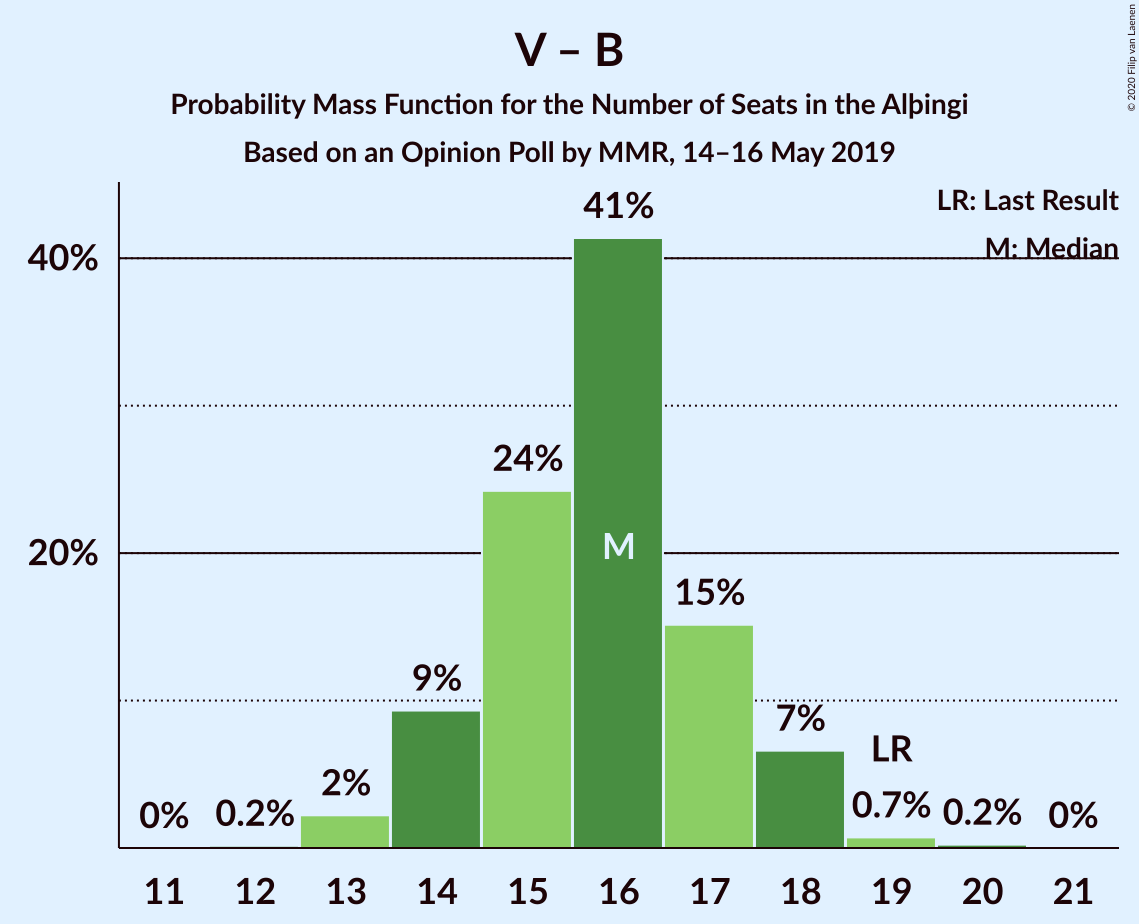 V – B
Probability Mass Function for the Number of Seats in the Alþingi
Based on an Opinion Poll by MMR, 14–16 May 2019
© 2020 Filip van Laenen
LR: Last Result
M: Median
40%
20%
0%
0.2%
2%
9%
24%
41%
M
15%
7%
LR
0.7%
0.2%
0%
11 12 13 14 15 16 17 18 19 20 21